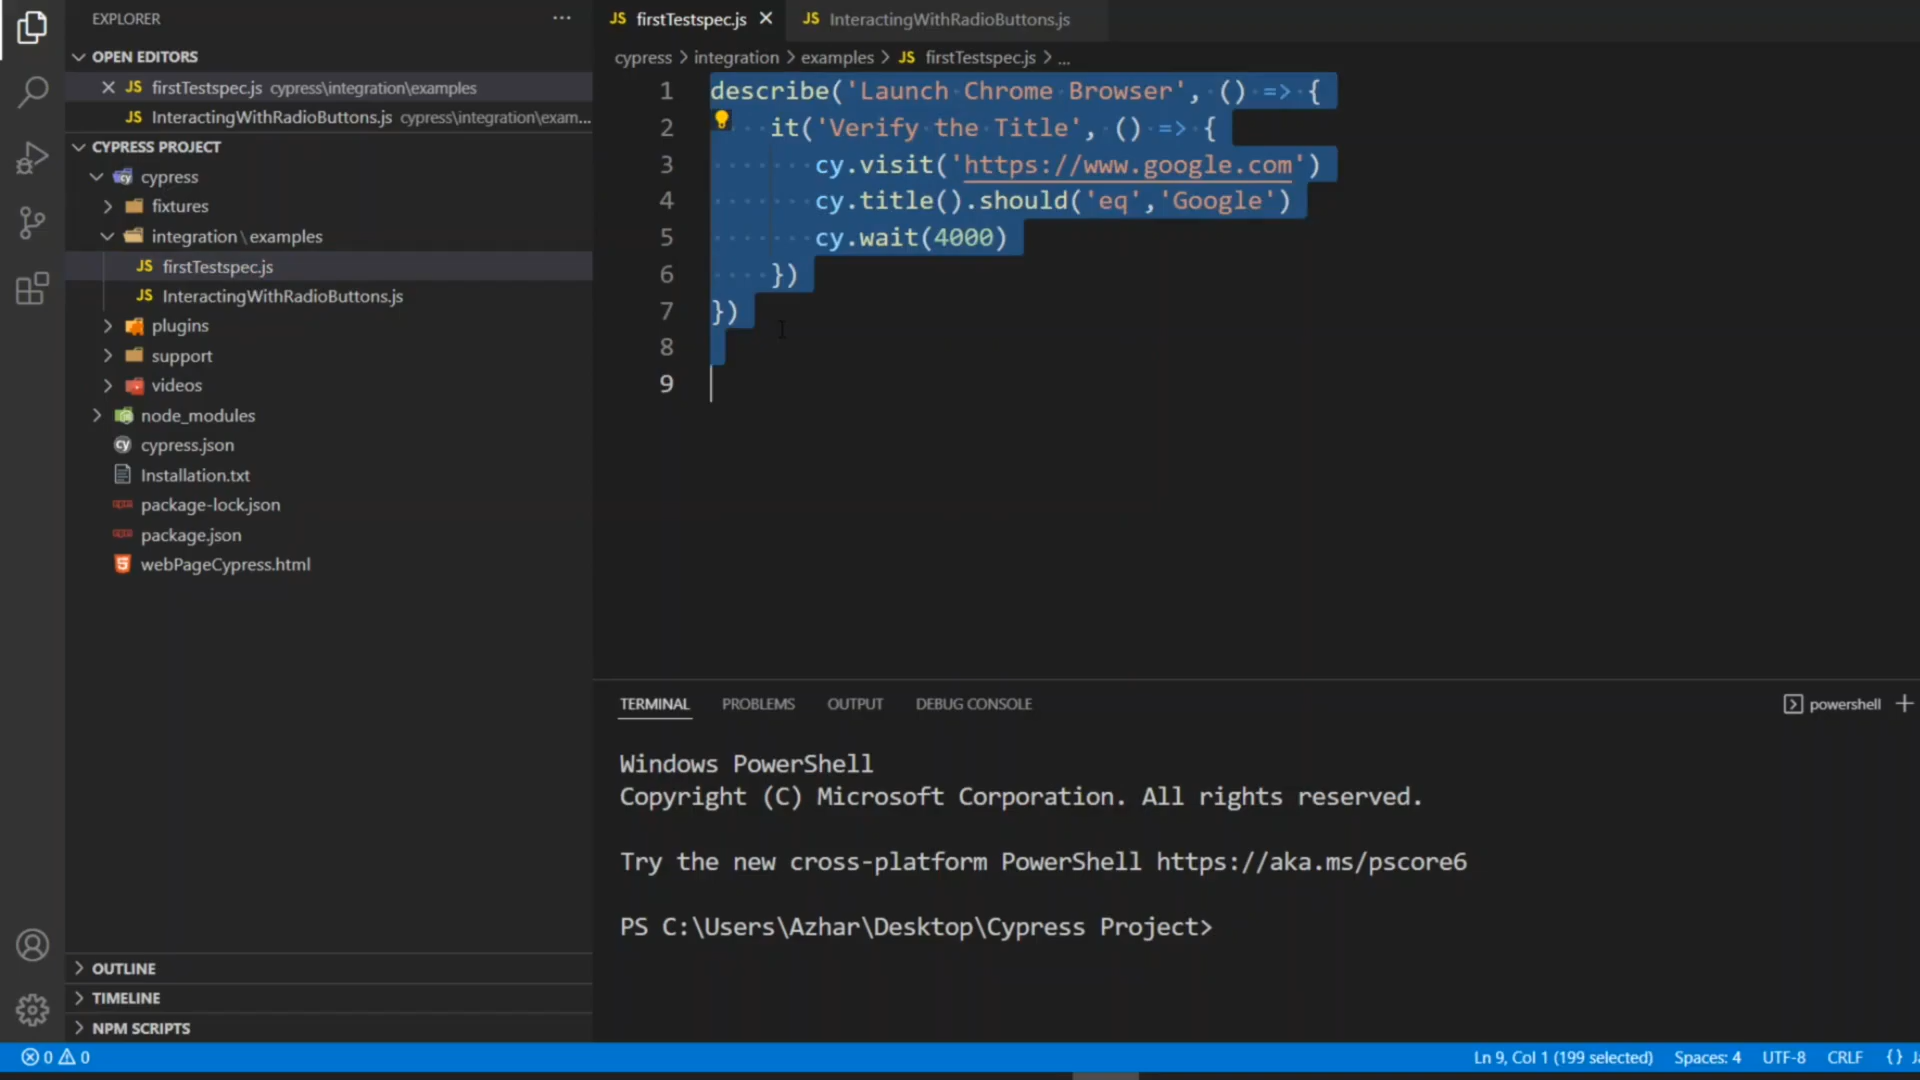 EXPLORER
OPEN EDITORS
JS firstTestspec.js cypress\integration\examples
JS InteractingWithRadioButtons.js cypress\integration\exam...
CYPRESS PROJECT
cypress
fixtures
integration\examples
JS firstTestspec.js
JS InteractingWithRadioButtons.js
plugins
support
videos
node_modules
cypress.json
Installation.txt
package-lock.json
package.json
webPageCypress.html
OUTLINE
TIMELINE
NPM SCRIPTS
JS firstTestspec.js
JS InteractingWithRadioButtons.js
cypress > integration > examples > JS firstTestspec.js > ...
1 describe('Launch Chrome Browser', () => {
2 it('Verify the Title', () => {
3 cy.visit('https://www.google.com')
4 cy.title().should('eq','Google')
5 cy.wait(4000)
6 })
7 })
8
9
TERMINAL PROBLEMS OUTPUT DEBUG CONSOLE
powershell
Windows PowerShell
Copyright (C) Microsoft Corporation. All rights reserved.
Try the new cross-platform PowerShell https://aka.ms/pscore6
PS C:\Users\Azhar\Desktop\Cypress Project>
0 0
Ln 9, Col 1 (199 selected) Spaces: 4 UTF-8 CRLF {}